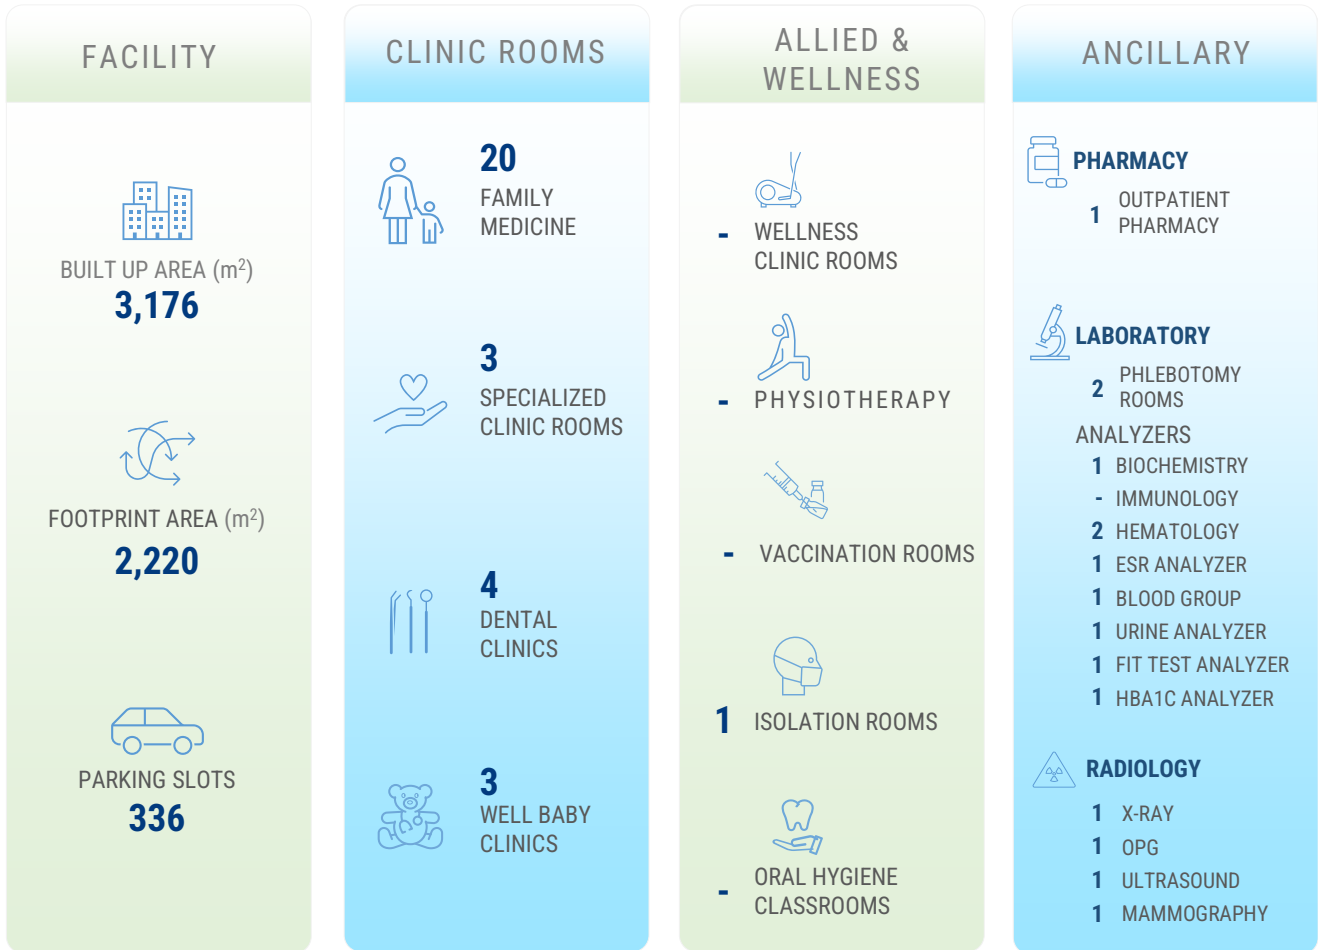 FACILITY
BUILT UP AREA (m²)
3,176
FOOTPRINT AREA (m²)
2,220
PARKING SLOTS
336
CLINIC ROOMS
20
FAMILY
MEDICINE
3
SPECIALIZED
CLINIC ROOMS
4
DENTAL
CLINICS
3
WELL BABY
CLINICS
ALLIED &
WELLNESS
- WELLNESS
CLINIC ROOMS
- PHYSIOTHERAPY
- VACCINATION ROOMS
1 ISOLATION ROOMS
- ORAL HYGIENE
CLASSROOMS
ANCILLARY
PHARMACY
1 OUTPATIENT
PHARMACY
LABORATORY
2 PHLEBOTOMY
ROOMS
ANALYZERS
1 BIOCHEMISTRY
- IMMUNOLOGY
2 HEMATOLOGY
1 ESR ANALYZER
1 BLOOD GROUP
1 URINE ANALYZER
1 FIT TEST ANALYZER
1 HBA1C ANALYZER
RADIOLOGY
1 X-RAY
1 OPG
1 ULTRASOUND
1 MAMMOGRAPHY